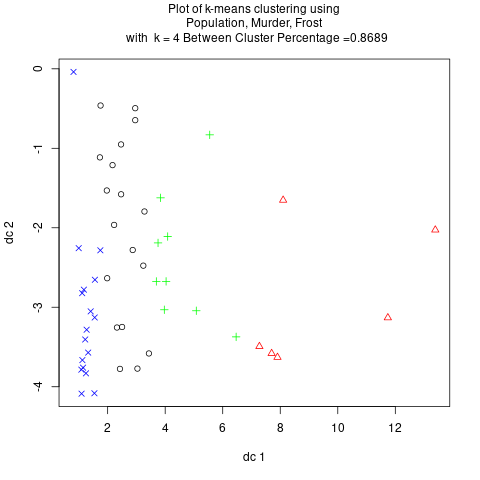 Plot of k-means clustering using
Population, Murder, Frost
with  k = 4 Between Cluster Percentage =0.8689
0
-1
-2
-3
-4
dc 2
2
4
6
8
10
12
dc 1